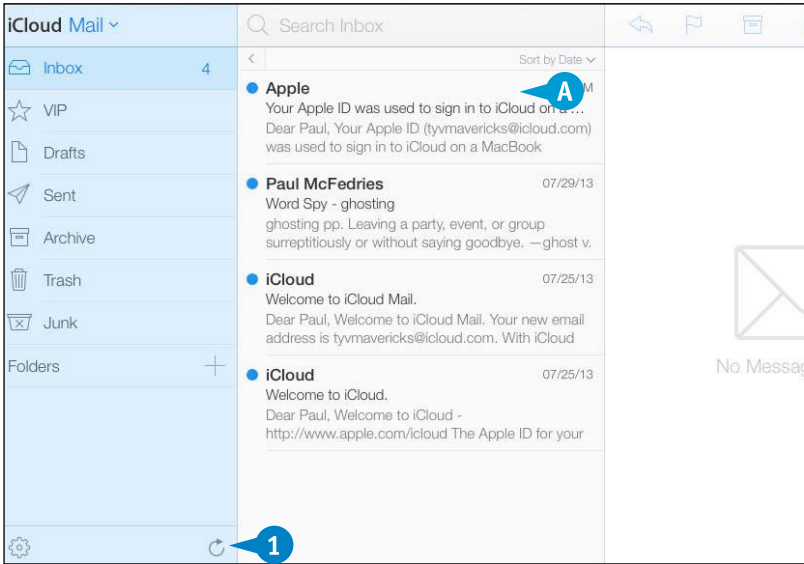 iCloud Mail
Search Inbox
Inbox 4
VIP
Drafts
Sent
Archive
Trash
Junk
Folders
1
Sort by Date
Apple M
A
Your Apple ID was used to sign in to iCloud on a …
Dear Paul, Your Apple ID (tyvmavericks@icloud.com)
was used to sign in to iCloud on a MacBook
Paul McFedries 07/29/13
Word Spy - ghosting
ghosting pp. Leaving a party, event, or group
surreptitiously or without saying goodbye. —ghost v.
iCloud 07/25/13
Welcome to iCloud Mail.
Dear Paul, Welcome to iCloud Mail. Your new email
address is tyvmavericks@icloud.com. With iCloud
iCloud 07/25/13
Welcome to iCloud.
Dear Paul, Welcome to iCloud -
http://www.apple.com/icloud The Apple ID for your
No Messag